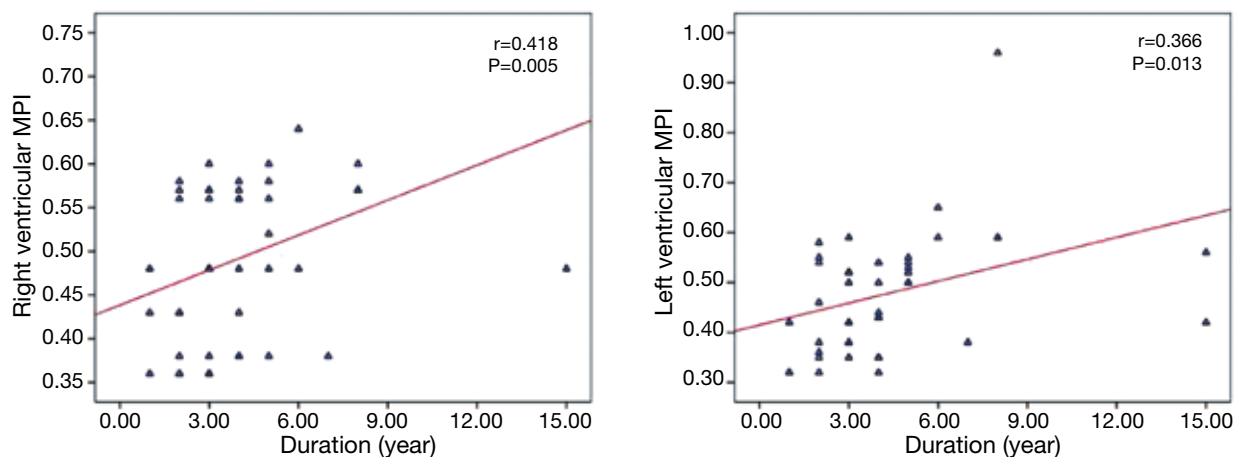 r=0.418
P=0.005
Right ventricular MPI
0.75
0.70
0.65
0.60
0.55
0.50
0.45
0.40
0.35
0.00 3.00 6.00 9.00 12.00 15.00
Duration (year)
r=0.366
P=0.013
Left ventricular MPI
1.00
0.90
0.80
0.70
0.60
0.50
0.40
0.30
0.00 3.00 6.00 9.00 12.00 15.00
Duration (year)